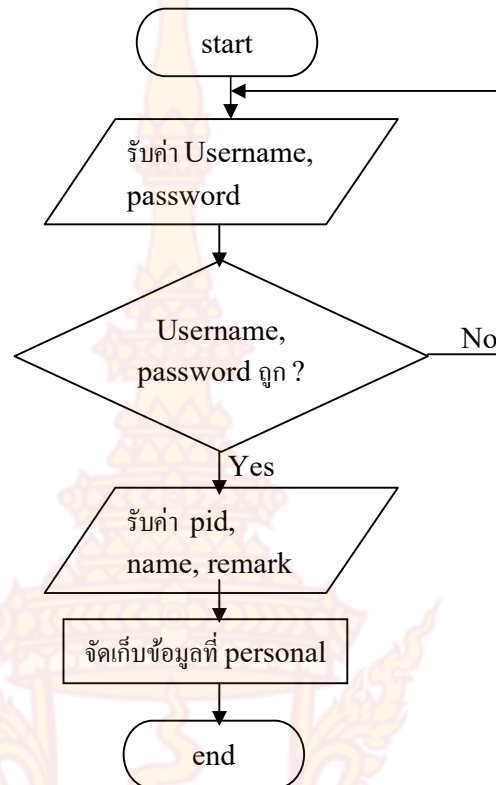 start
รับค่า Username,
password
Username,
password ถูก ?
No
Yes
รับค่า pid,
name, remark
จัดเก็บข้อมูลที่ personal
end